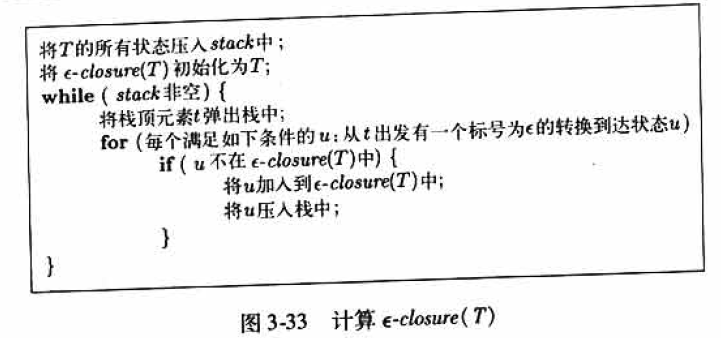 将T的所有状态压入stack中;
将 ϵ-closure(T)初始化为T;
while ( stack非空) {
将栈顶元素t弹出栈中;
for (每个满足如下条件的u:从t出发有一个标号为ϵ的转换到达状态u)
if ( u不在ϵ-closure(T)中) {
将u加入到ϵ-closure(T)中;
将u压入栈中;
}
}
图 3-33 计算 ϵ-closure( T)